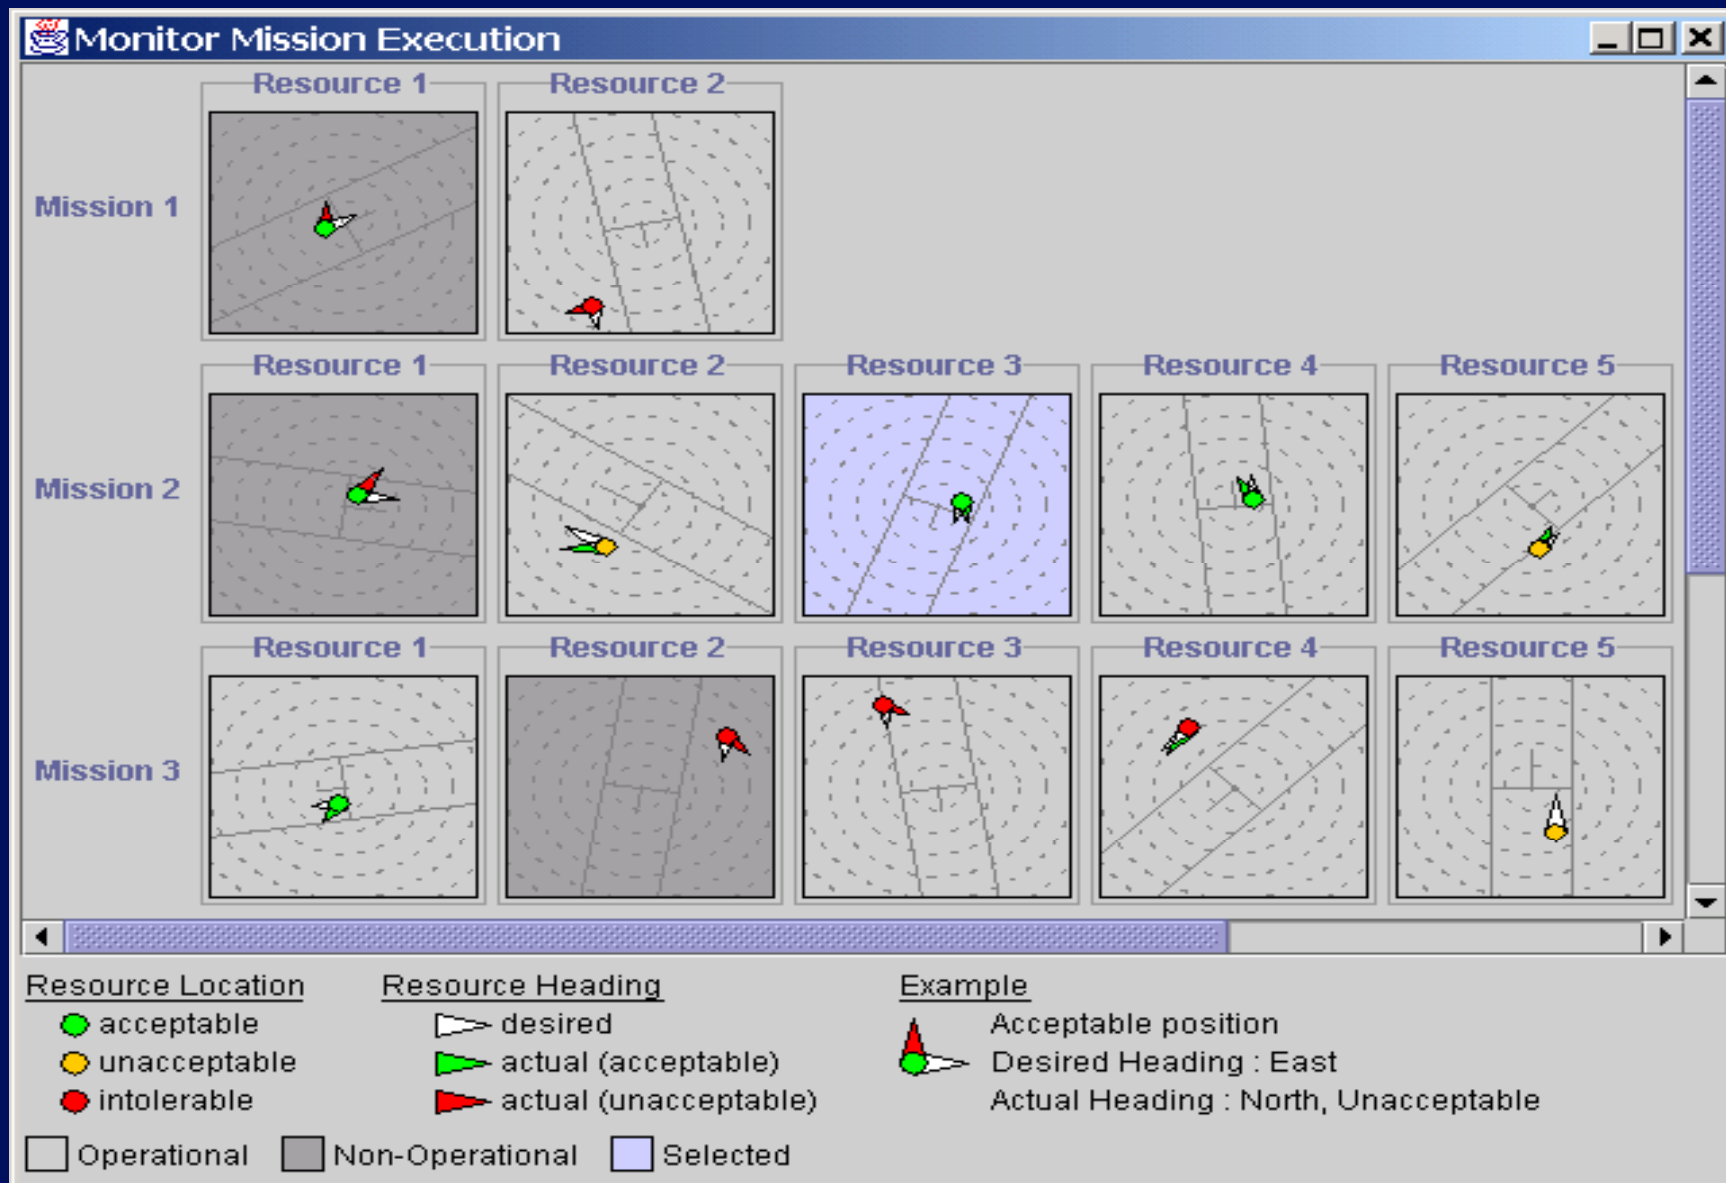 Monitor Mission Execution
Resource 1 Resource 2
Mission 1
Resource 1 Resource 2 Resource 3 Resource 4 Resource 5
Mission 2
Resource 1 Resource 2 Resource 3 Resource 4 Resource 5
Mission 3
Resource Location Resource Heading Example
acceptable desired Acceptable position
unacceptable actual (acceptable) Desired Heading : East
intolerable actual (unacceptable) Actual Heading : North, Unacceptable
Operational Non-Operational Selected